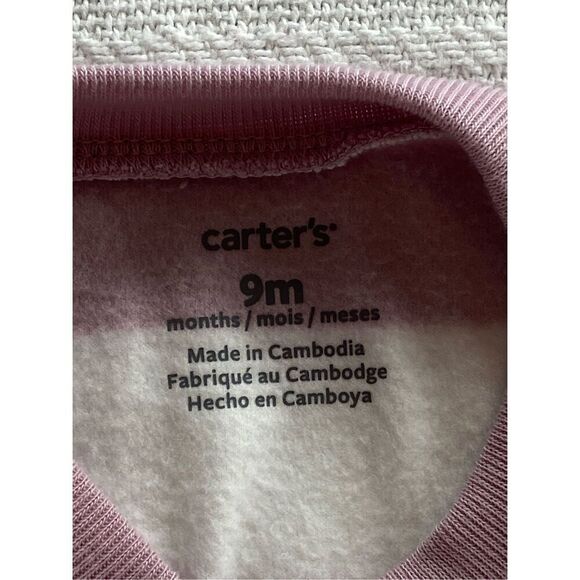 carter's
9m
months / mois / meses
Made in Cambodia
Fabriqué au Cambodge
Hecho en Camboya